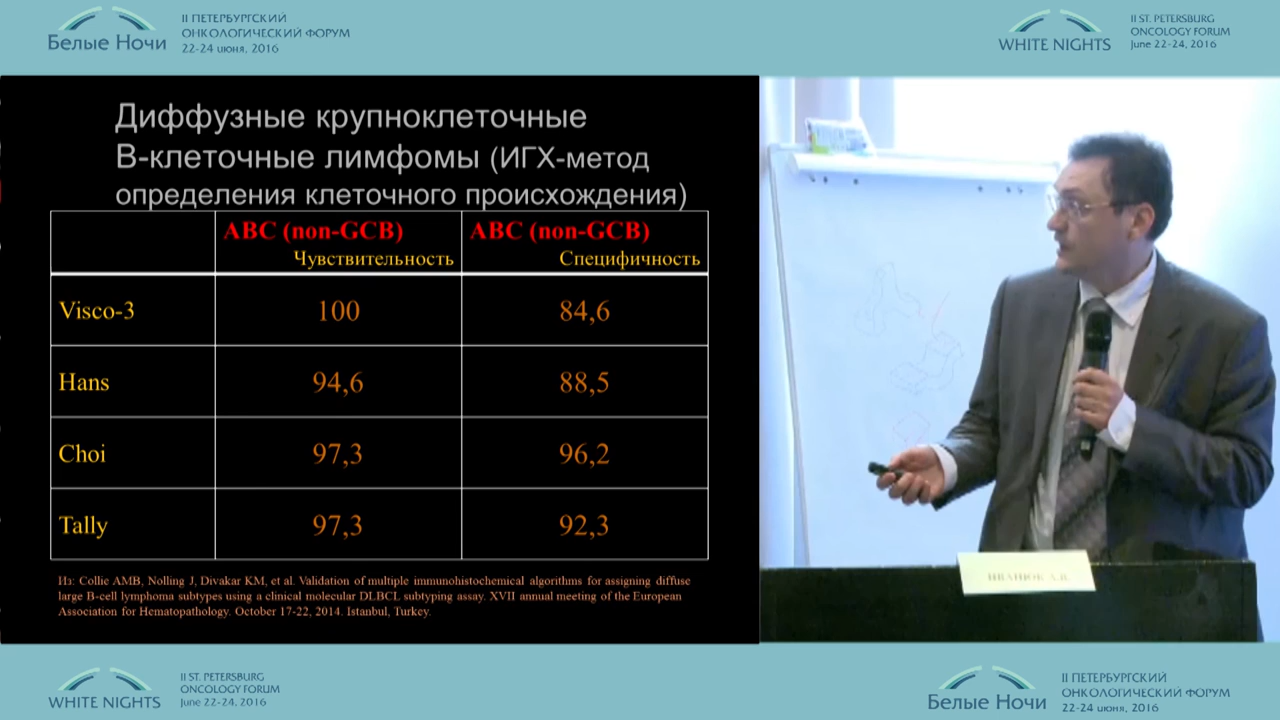 Белые Ночи
II ПЕТЕРБУРГСКИЙ
ОНКОЛОГИЧЕСКИЙ ФОРУМ
22-24 июня, 2016
WHITE NIGHTS
II ST. PETERSBURG
ONCOLOGY FORUM
June 22-24, 2016
Диффузные крупноклеточные
В-клеточные лимфомы (ИГХ-метод
определения клеточного происхождения)
ABC (non-GCB) ABC (non-GCB)
Чувствительность Специфичность
Visco-3 100 84,6
Hans 94,6 88,5
Choi 97,3 96,2
Tally 97,3 92,3
Из: Collie AMB, Nolling J, Divakar KM, et al. Validation of multiple immunohistochemical algorithms for assigning diffuse
large B-cell lymphoma subtypes using a clinical molecular DLBCL subtyping assay. XVII annual meeting of the European
Association for Hematopathology. October 17-22, 2014. Istanbul, Turkey.
WHITE NIGHTS
II ST. PETERSBURG
ONCOLOGY FORUM
June 22-24, 2016
Белые Ночи
II ПЕТЕРБУРГСКИЙ
ОНКОЛОГИЧЕСКИЙ ФОРУМ
22-24 июня, 2016